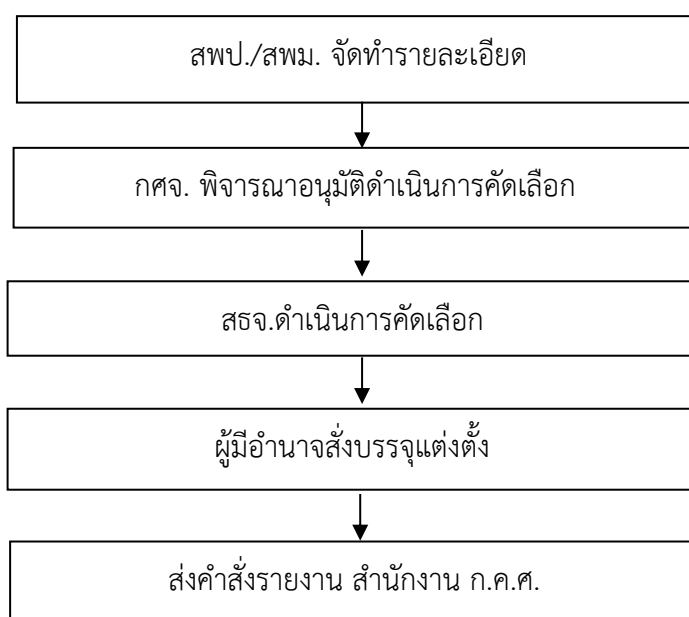 สพป./สพม. จัดทำรายละเอียด
กศจ. พิจารณาอนุมัติดำเนินการคัดเลือก
สธจ.ดำเนินการคัดเลือก
ผู้มีอำนาจสั่งบรรจุแต่งตั้ง
ส่งคำสั่งรายงาน สำนักงาน ก.ค.ศ.